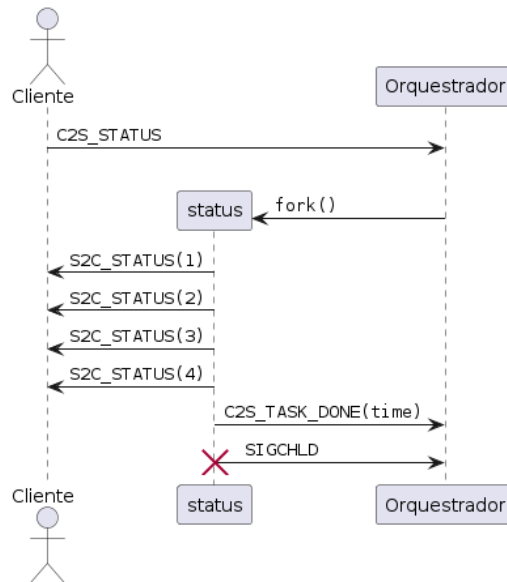 Cliente
Orquestrador
C2S_STATUS
status
fork()
S2C_STATUS(1)
S2C_STATUS(2)
S2C_STATUS(3)
S2C_STATUS(4)
C2S_TASK_DONE(time)
SIGCHLD
Cliente
status
Orquestrador